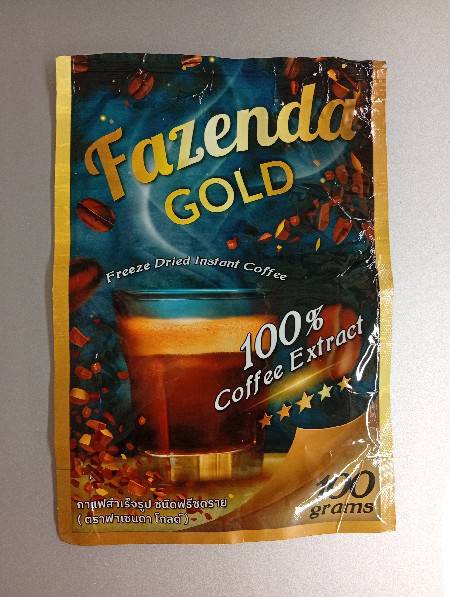 Fazenda
GOLD
Freeze Dried Instant Coffee
100%
Coffee Extract
100
grams
กาแฟสำเร็จรูป ชนิดฟรีซดราย
( ตราฟาเซนดา โกลด์ )